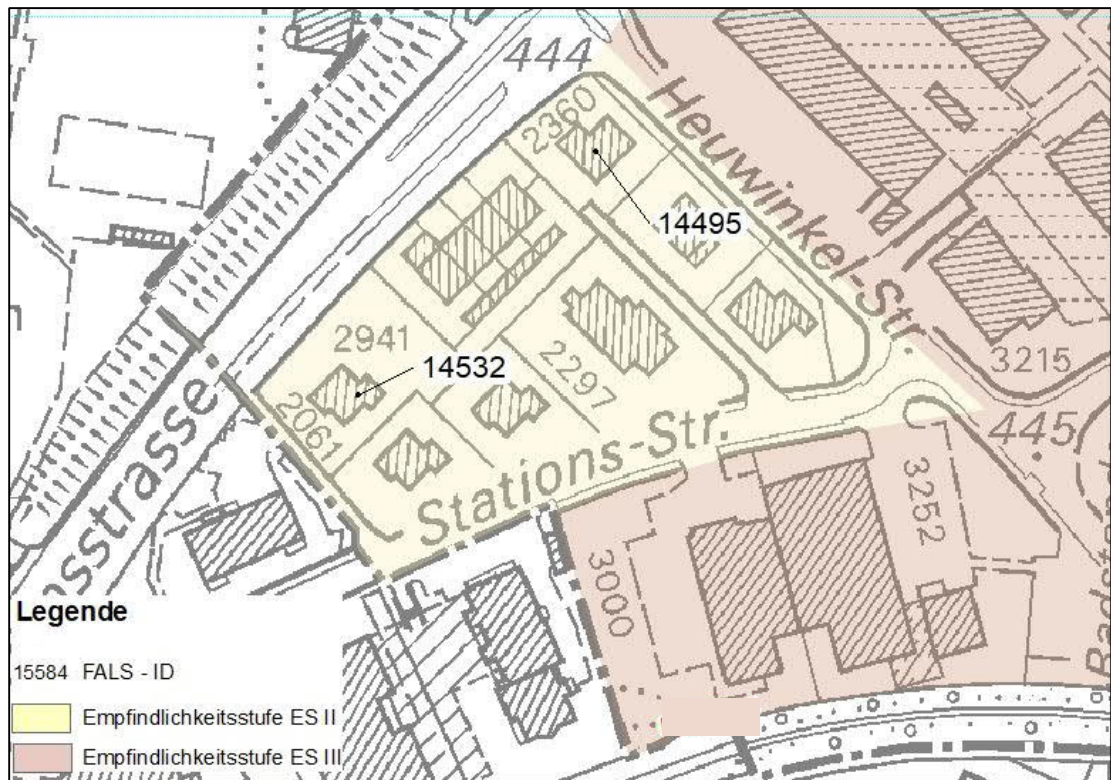 444
2360
Heuwinkel-Str.
14495
2941
14532
2061
2297
3215
445
Stations-Str.
3252
3000
Legende
15584 FALS - ID
Empfindlichkeitsstufe ES II
Empfindlichkeitsstufe ES III